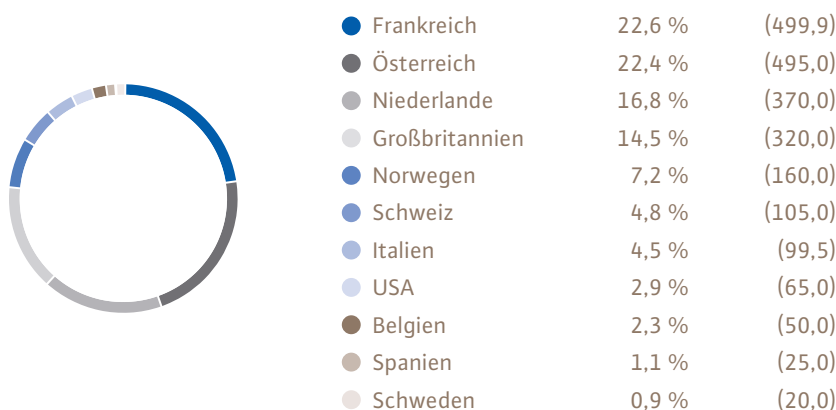 Frankreich 22,6 % (499,9)
Österreich 22,4 % (495,0)
Niederlande 16,8 % (370,0)
Großbritannien 14,5 % (320,0)
Norwegen 7,2 % (160,0)
Schweiz 4,8 % (105,0)
Italien 4,5 % (99,5)
USA 2,9 % (65,0)
Belgien 2,3 % (50,0)
Spanien 1,1 % (25,0)
Schweden 0,9 % (20,0)